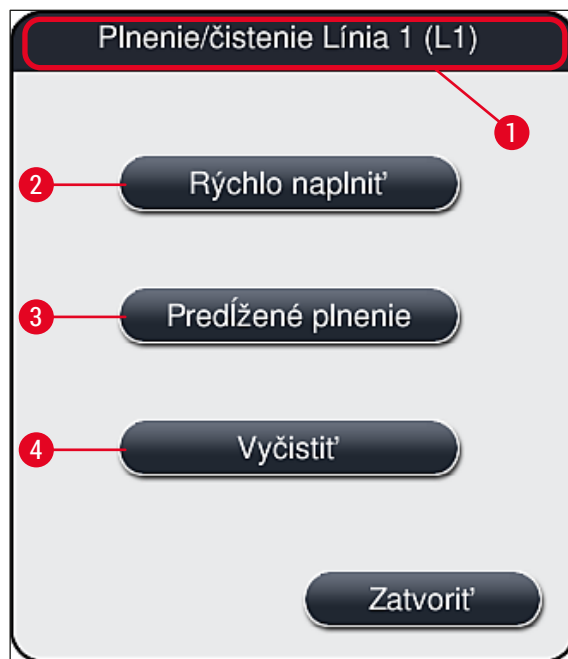 Plnenie/čistenie Línia 1 (L1)
1
2 Rýchlo naplniť
3 Predĺžené plnenie
4 Vyčistiť
Zatvoriť